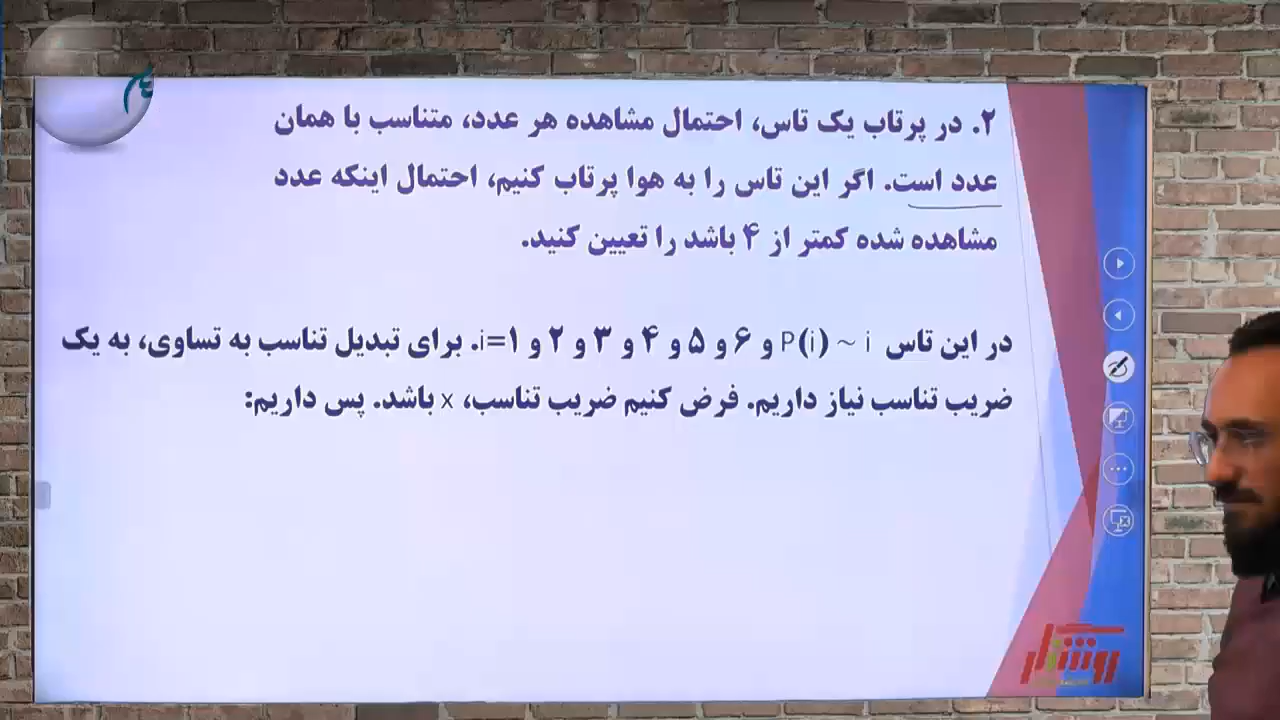 ۲. در پرتاب یک تاس، احتمال مشاهده هر عدد، متناسب با همان
عدد است. اگر این تاس را به هوا پرتاب کنیم، احتمال اینکه عدد
مشاهده شده کمتر از ۴ باشد را تعیین کنید.
در این تاس P(i) ~ i و ۶ و ۵ و ۴ و ۳ و ۲ و ۱=i. برای تبدیل تناسب به تساوی، به یک
ضریب تناسب نیاز داریم. فرض کنیم ضریب تناسب، x باشد. پس داریم: